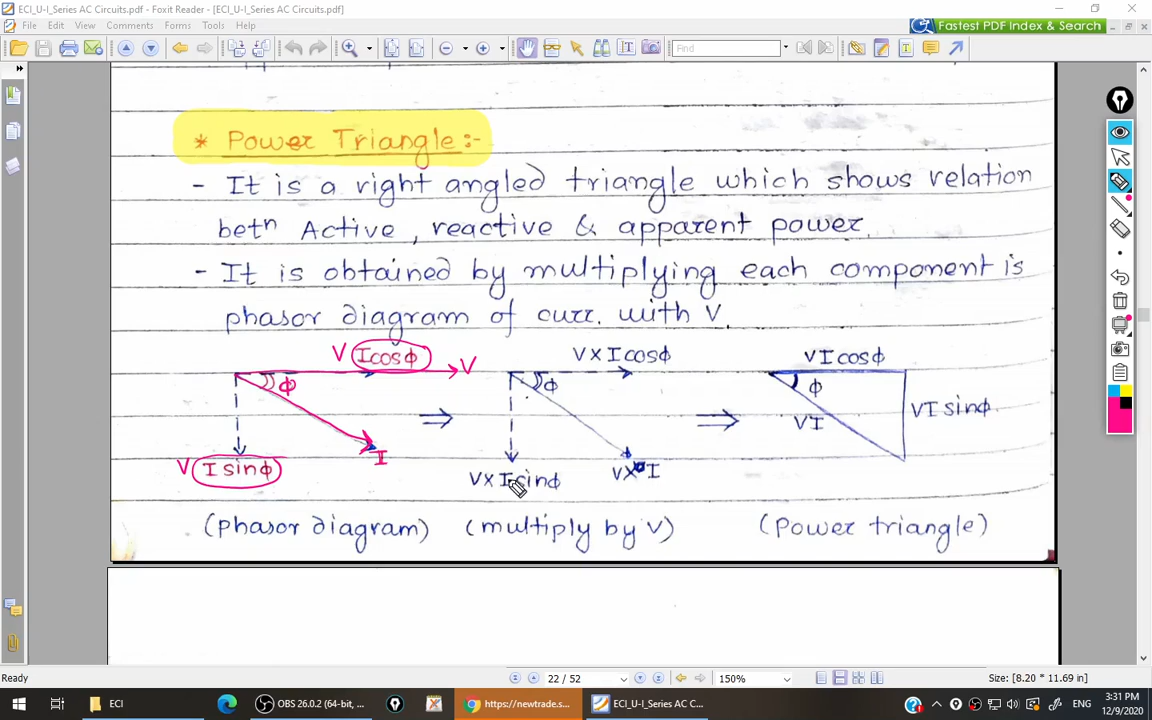 ECI_U-I_Series AC Circuits.pdf - Foxit Reader - [ECI_U-I_Series AC Circuits.pdf]
File Edit View Bookmarks Comments Forms Tools Help
Fastest PDF Index & Search
Find
* Power Triangle :-
- It is a right angled triangle which shows relation
betⁿ Active, reactive & apparent power.
- It is obtained by multiplying each component is
phasor diagram of curr. with V.
V Icosϕ V
ϕ
I
V I sinϕ
⇒
V×Icosϕ
ϕ
V×I sinϕ V× I
⇒
VIcosϕ
ϕ
VI
VI sinϕ
(phasor diagram) (multiply by V) (Power triangle)
Ready 22 / 52 150% Size: [8.20 * 11.69 in]
ECI OBS 26.0.2 (64-bit, ... https://newtrade.s... ECI_U-I_Series AC C... ENG 3:31 PM
12/9/2020